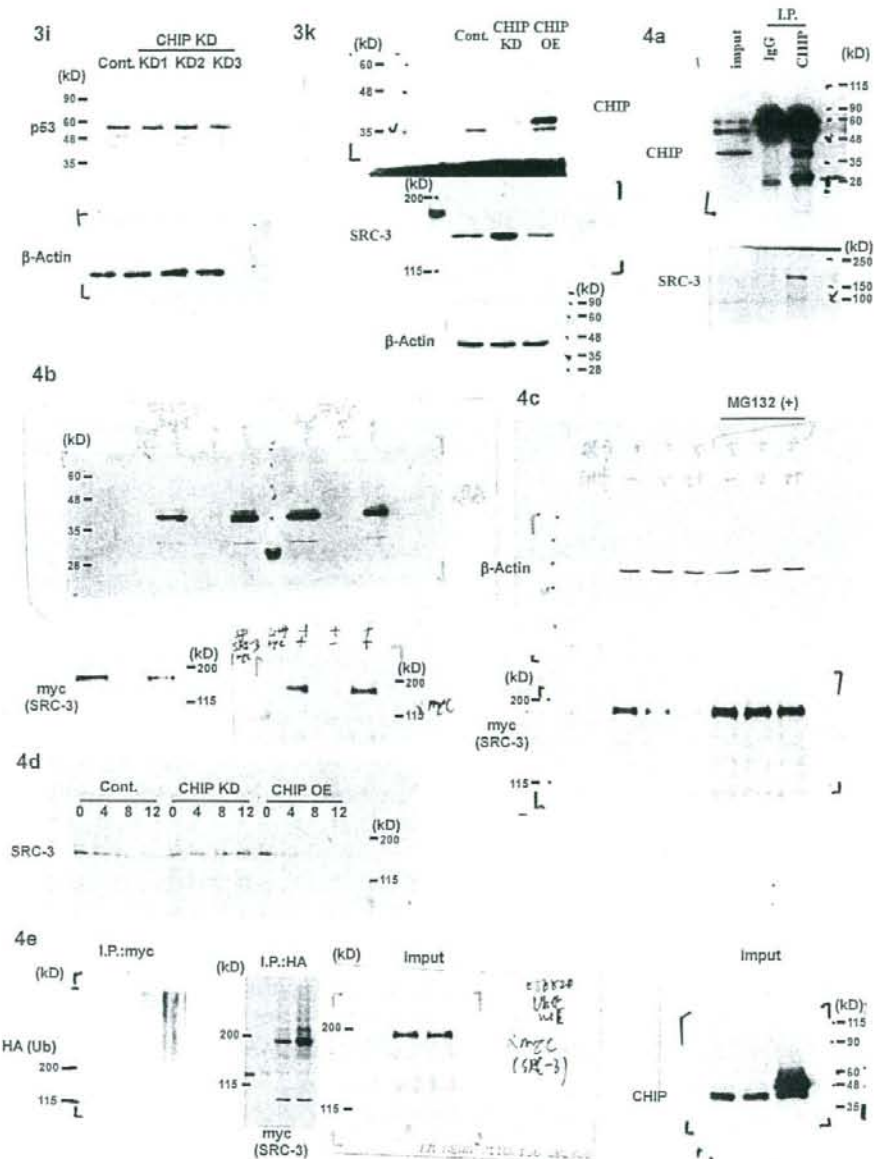 3i
CHIP KD
Cont. KD1 KD2 KD3
(kD)
90
60
48
35
p53
β-Actin
3k
(kD)
Cont. CHIP KD CHIP OE
60
48
35
CHIP
(kD)
200
SRC-3
115
(kD)
90
60
48
35
28
β-Actin
4a
I.P.
imput IgG CHIP
(kD)
115
90
60
48
35
28
CHIP
(kD)
250
150
100
SRC-3
4b
(kD)
60
48
35
28
(kD)
200
115
myc
(SRC-3)
(kD)
200
115
myc
4c
MG132 (+)
β-Actin
(kD)
200
myc
(SRC-3)
115
4d
Cont. CHIP KD CHIP OE
0 4 8 12 0 4 8 12 0 4 8 12
(kD)
200
SRC-3
115
4e
I.P.:myc
(kD)
HA (Ub)
200
115
I.P.:HA
(kD)
200
115
myc
(SRC-3)
Imput
(kD)
200
115
myc
(SRC-3)
Imput
(kD)
115
90
60
48
35
CHIP